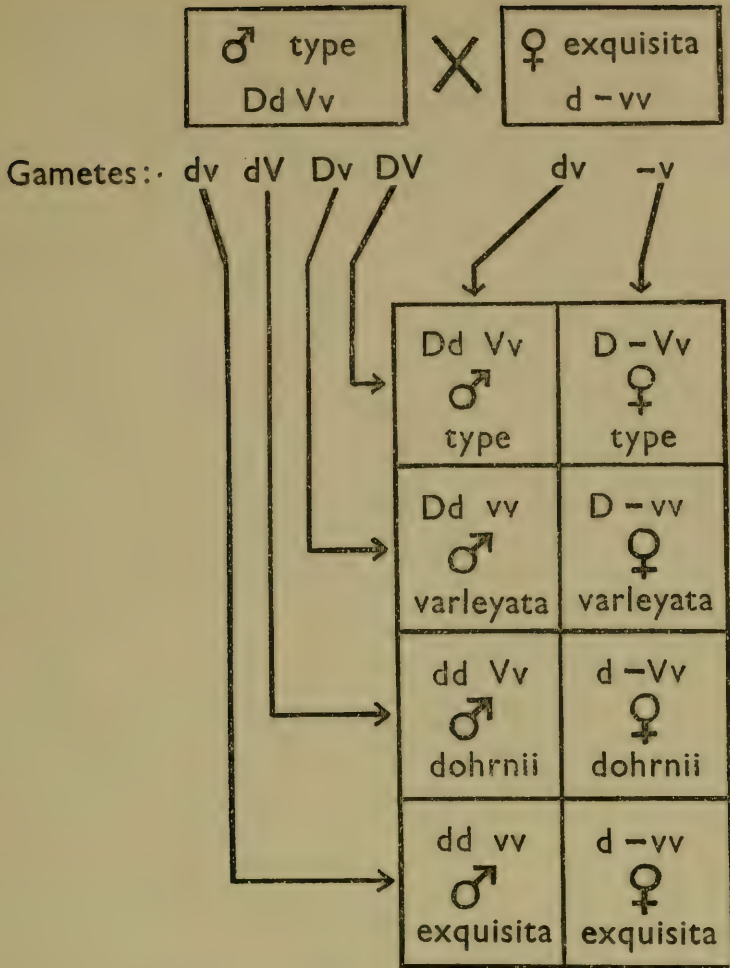 ♂ type × ♀ exquisita
Dd Vv d – vv
Gametes: dv dV Dv DV dv –v
Dd Vv D – Vv
♂ ♀
type type
Dd vv D – vv
♂ ♀
varleyata varleyata
dd Vv d – Vv
♂ ♀
dohrnii dohrnii
dd vv d – vv
♂ ♀
exquisita exquisita